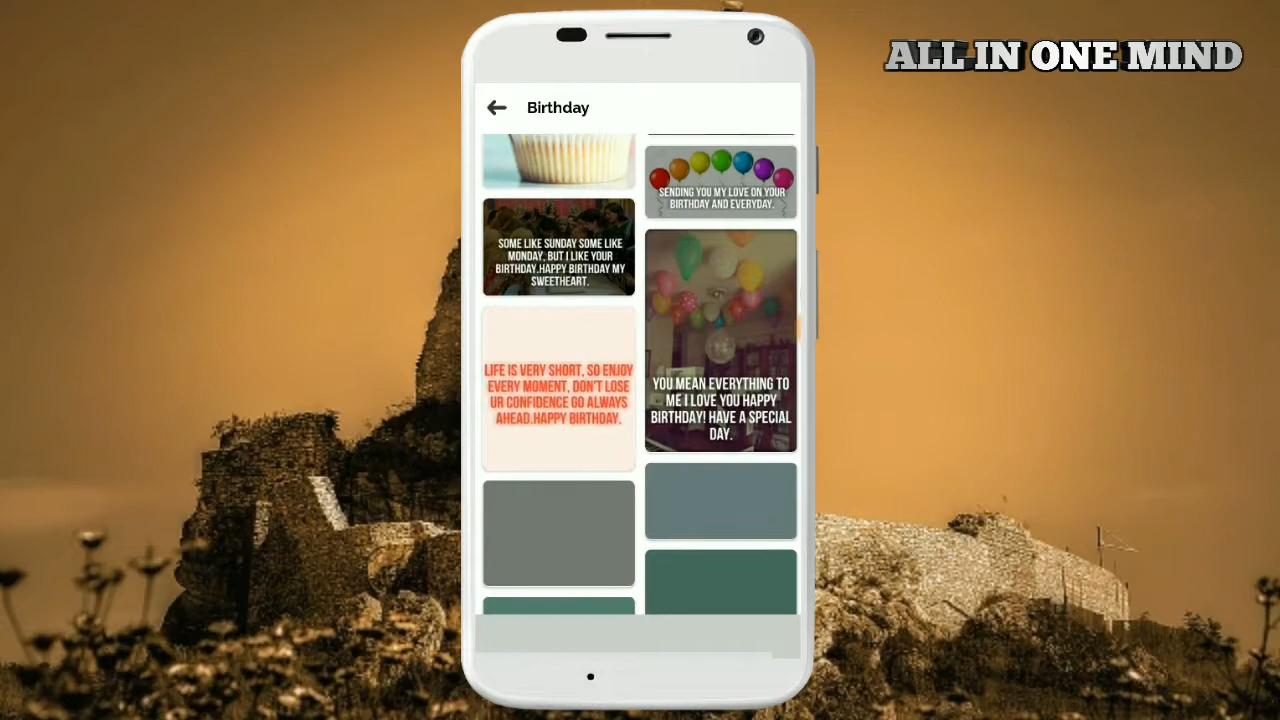 ALL IN ONE MIND
Birthday
SENDING YOU MY LOVE ON YOUR
BIRTHDAY AND EVERYDAY.
SOME LIKE SUNDAY SOME LIKE
MONDAY, BUT I LIKE YOUR
BIRTHDAY.HAPPY BIRTHDAY MY
SWEETHEART.
LIFE IS VERY SHORT, SO ENJOY
EVERY MOMENT, DON'T LOSE
UR CONFIDENCE GO ALWAYS
AHEAD.HAPPY BIRTHDAY.
YOU MEAN EVERYTHING TO
ME I LOVE YOU HAPPY
BIRTHDAY! HAVE A SPECIAL
DAY.